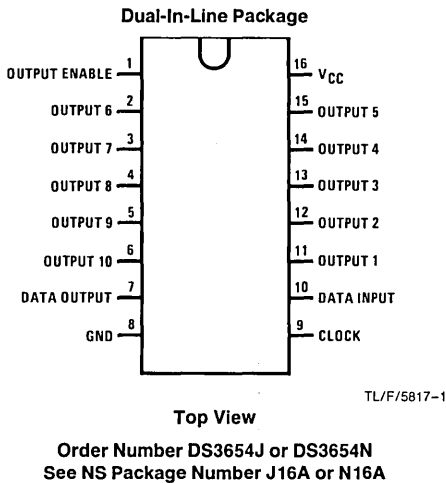 Dual-In-Line Package
OUTPUT ENABLE 1 16 VCC
OUTPUT 6 2 15 OUTPUT 5
OUTPUT 7 3 14 OUTPUT 4
OUTPUT 8 4 13 OUTPUT 3
OUTPUT 9 5 12 OUTPUT 2
OUTPUT 10 6 11 OUTPUT 1
DATA OUTPUT 7 10 DATA INPUT
GND 8 9 CLOCK
TL/F/5817-1
Top View
Order Number DS3654J or DS3654N
See NS Package Number J16A or N16A